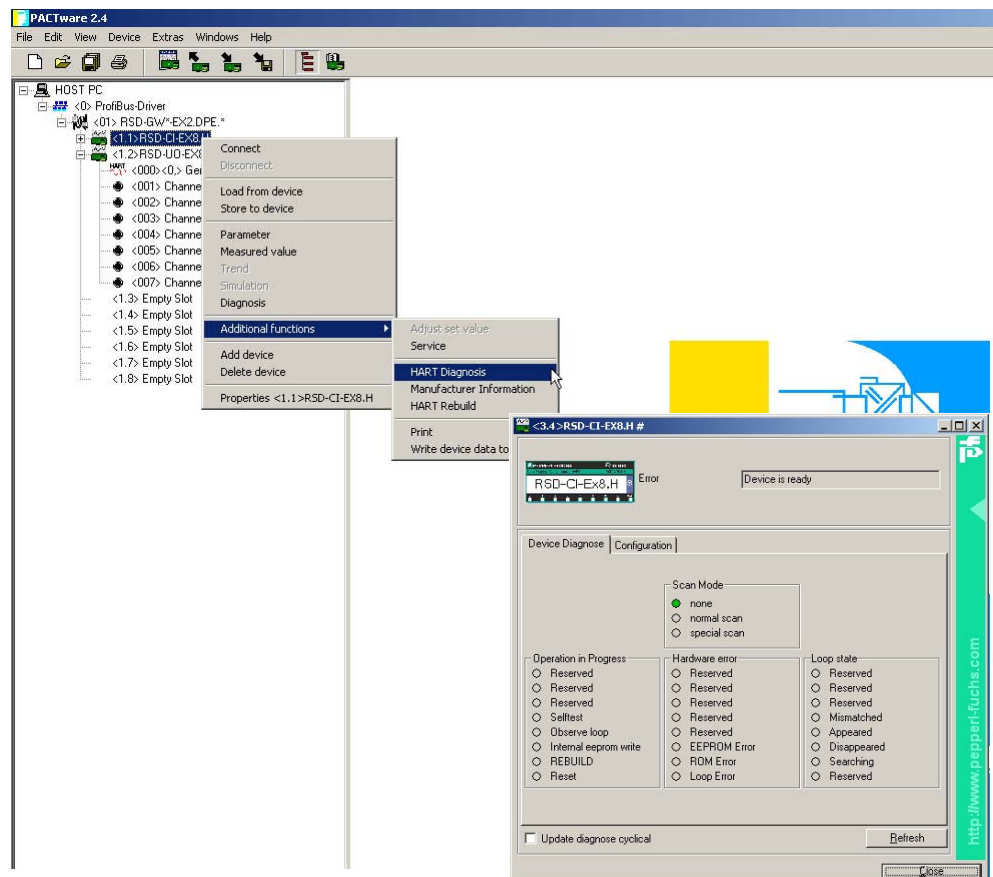 PACTware 2.4
File Edit View Device Extras Windows Help
HOST PC
<0> ProfiBus-Driver
<01> RSD-GW*-EX2.DPE.*
<1.1>RSD-CI-EX8.H
<1.2>RSD-UO-EX8
<000><0,> Ge
<001> Channe
<002> Channe
<003> Channe
<004> Channe
<005> Channe
<006> Channe
<007> Channe
<1.3> Empty Slot
<1.4> Empty Slot
<1.5> Empty Slot
<1.6> Empty Slot
<1.7> Empty Slot
<1.8> Empty Slot
Connect
Disconnect
Load from device
Store to device
Parameter
Measured value
Trend
Simulation
Diagnosis
Additional functions
Add device
Delete device
Properties <1.1>RSD-CI-EX8.H
Adjust set value
Service
HART Diagnosis
Manufacturer Information
HART Rebuild
Print
Write device data to
<3.4>RSD-CI-EX8.H #
RSD-CI-Ex8.H
Error
Device is ready
Device Diagnose Configuration
Scan Mode
none
normal scan
special scan
Operation in Progress
Reserved
Reserved
Reserved
Selftest
Observe loop
Internal eeprom write
REBUILD
Reset
Hardware error
Reserved
Reserved
Reserved
Reserved
Reserved
EEPROM Error
ROM Error
Loop Error
Loop state
Reserved
Reserved
Reserved
Mismatched
Appeared
Disappeared
Searching
Reserved
Update diagnose cyclical
Refresh
Close
http://www.pepperl-fuchs.com